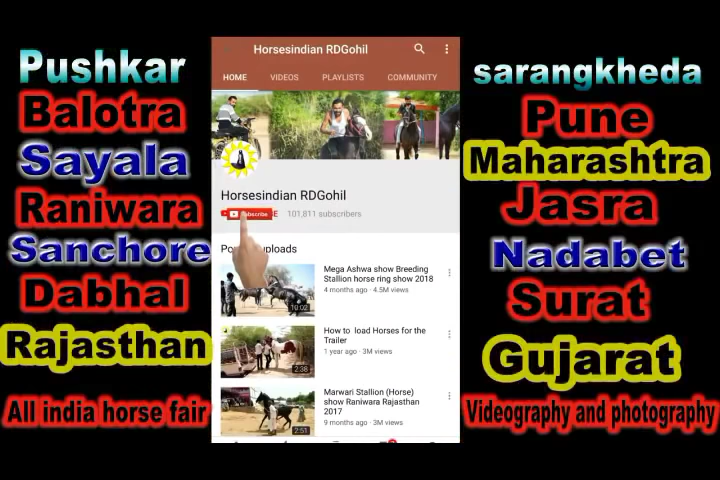 Pushkar
Balotra
Sayala
Raniwara
Sanchore
Dabhal
Rajasthan
All india horse fair
Horsesindian RDGohil
HOME VIDEOS PLAYLISTS COMMUNITY
Horsesindian RDGohil
Subscribe 101,811 subscribers
uploads
Mega Ashwa show Breeding
Stallion horse ring show 2018
4 months ago · 4.5M views
10:02
How to load Horses for the
Trailer
1 year ago · 3M views
2:38
Marwari Stallion (Horse)
show Raniwara Rajasthan
2017
9 months ago · 3M views
2:51
sarangkheda
Pune
Maharashtra
Jasra
Nadabet
Surat
Gujarat
Videography and photography